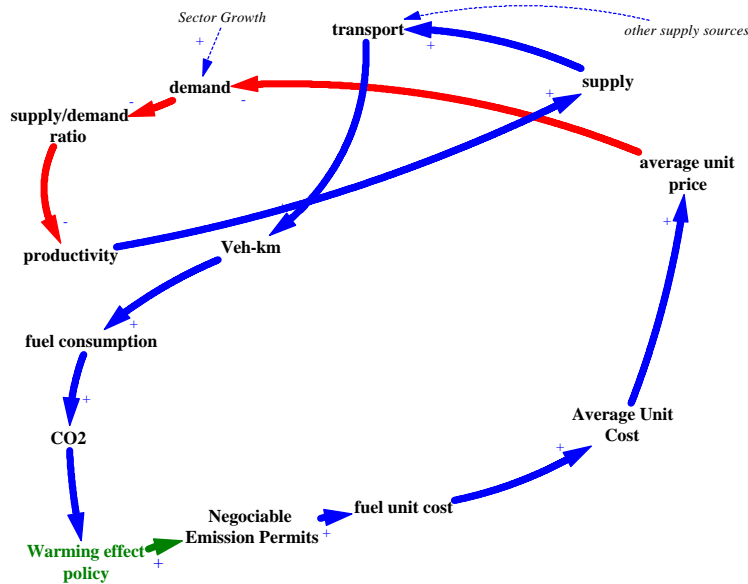 Sector Growth
+
transport
+
other supply sources
demand
-
-
supply
+
supply/demand
ratio
average unit
price
-
+
productivity
Veh-km
+
+
fuel consumption
+
CO2
Average Unit
Cost
+
Negociable
Emission Permits
+
fuel unit cost
Warming effect
policy
+